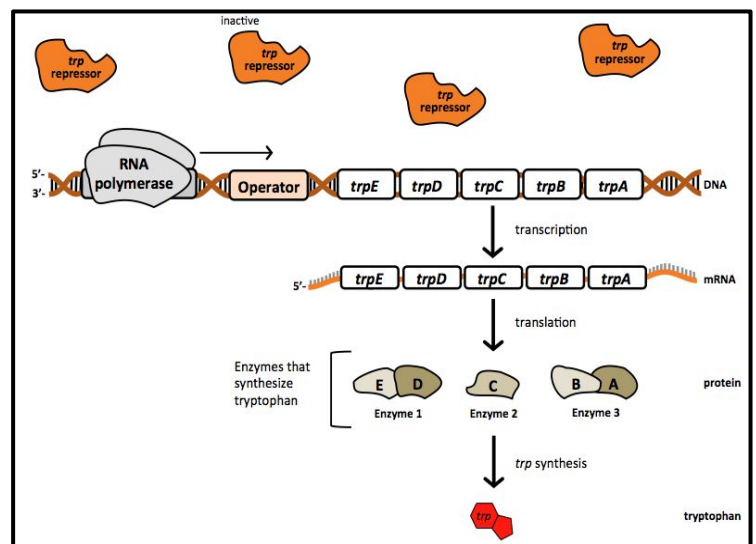 inactive
trp
repressor
trp
repressor
trp
repressor
trp
repressor
RNA
polymerase
5’-
3’-
Operator
trpE
trpD
trpC
trpB
trpA
DNA
transcription
5’-
trpE
trpD
trpC
trpB
trpA
mRNA
translation
Enzymes that
synthesize
tryptophan
E
D
C
B
A
protein
Enzyme 1
Enzyme 2
Enzyme 3
trp synthesis
trp
tryptophan